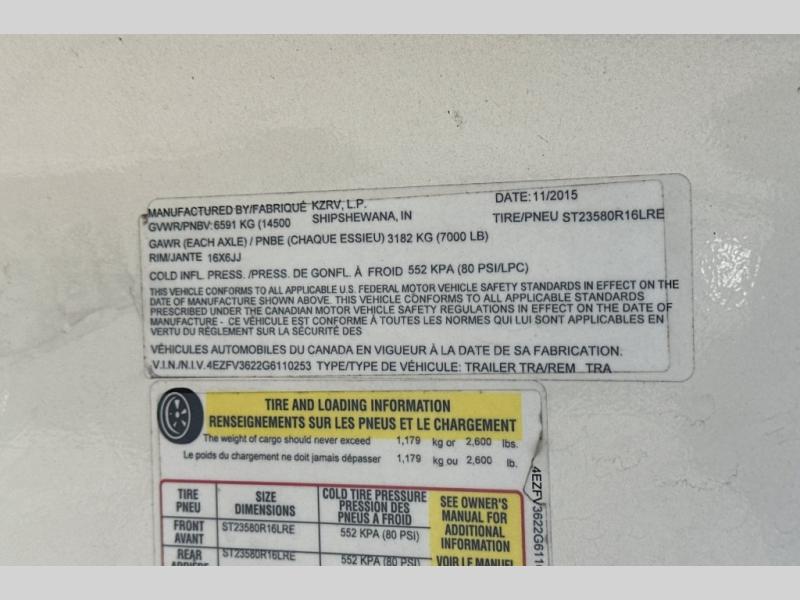 MANUFACTURED BY/FABRIQUÉ KZRV, L.P. DATE: 11/2015
GVWR/PNBV: 6591 KG (14500 SHIPSHEWANA, IN TIRE/PNEU ST23580R16LRE
GAWR (EACH AXLE) / PNBE (CHAQUE ESSIEU) 3182 KG (7000 LB)
RIM/JANTE 16X6JJ
COLD INFL. PRESS. /PRESS. DE GONFL. À FROID 552 KPA (80 PSI/LPC)
THIS VEHICLE CONFORMS TO ALL APPLICABLE U.S. FEDERAL MOTOR VEHICLE SAFETY STANDARDS IN EFFECT ON THE
DATE OF MANUFACTURE SHOWN ABOVE. THIS VEHICLE CONFORMS TO ALL APPLICABLE STANDARDS
PRESCRIBED UNDER THE CANADIAN MOTOR VEHICLE SAFETY REGULATIONS IN EFFECT ON THE DATE OF
MANUFACTURE - CE VÉHICULE EST CONFORME À TOUTES LES NORMES QUI LUI SONT APPLICABLES EN
VERTU DU RÈGLEMENT SUR LA SÉCURITÉ DES
VÉHICULES AUTOMOBILES DU CANADA EN VIGUEUR À LA DATE DE SA FABRICATION.
V.I.N./N.I.V. 4EZFV3622G6110253 TYPE/TYPE DE VÉHICULE: TRAILER TRA/REM TRA
TIRE AND LOADING INFORMATION
RENSEIGNEMENTS SUR LES PNEUS ET LE CHARGEMENT
The weight of cargo should never exceed 1,179 kg or 2,600 lbs.
Le poids du chargement ne doit jamais dépasser 1,179 kg ou 2,600 lb.
TIRE
PNEU
SIZE
DIMENSIONS
COLD TIRE PRESSURE
PRESSION DES
PNEUS A FROID
SEE OWNER'S
MANUAL FOR
ADDITIONAL
INFORMATION
VOIR LE MANUEL
FRONT
AVANT
ST23580R16LRE
552 KPA (80 PSI)
REAR
ARRIÈRE
ST23580R16LRE
552 KPA (80 PSI)
4EZFV3622G6110